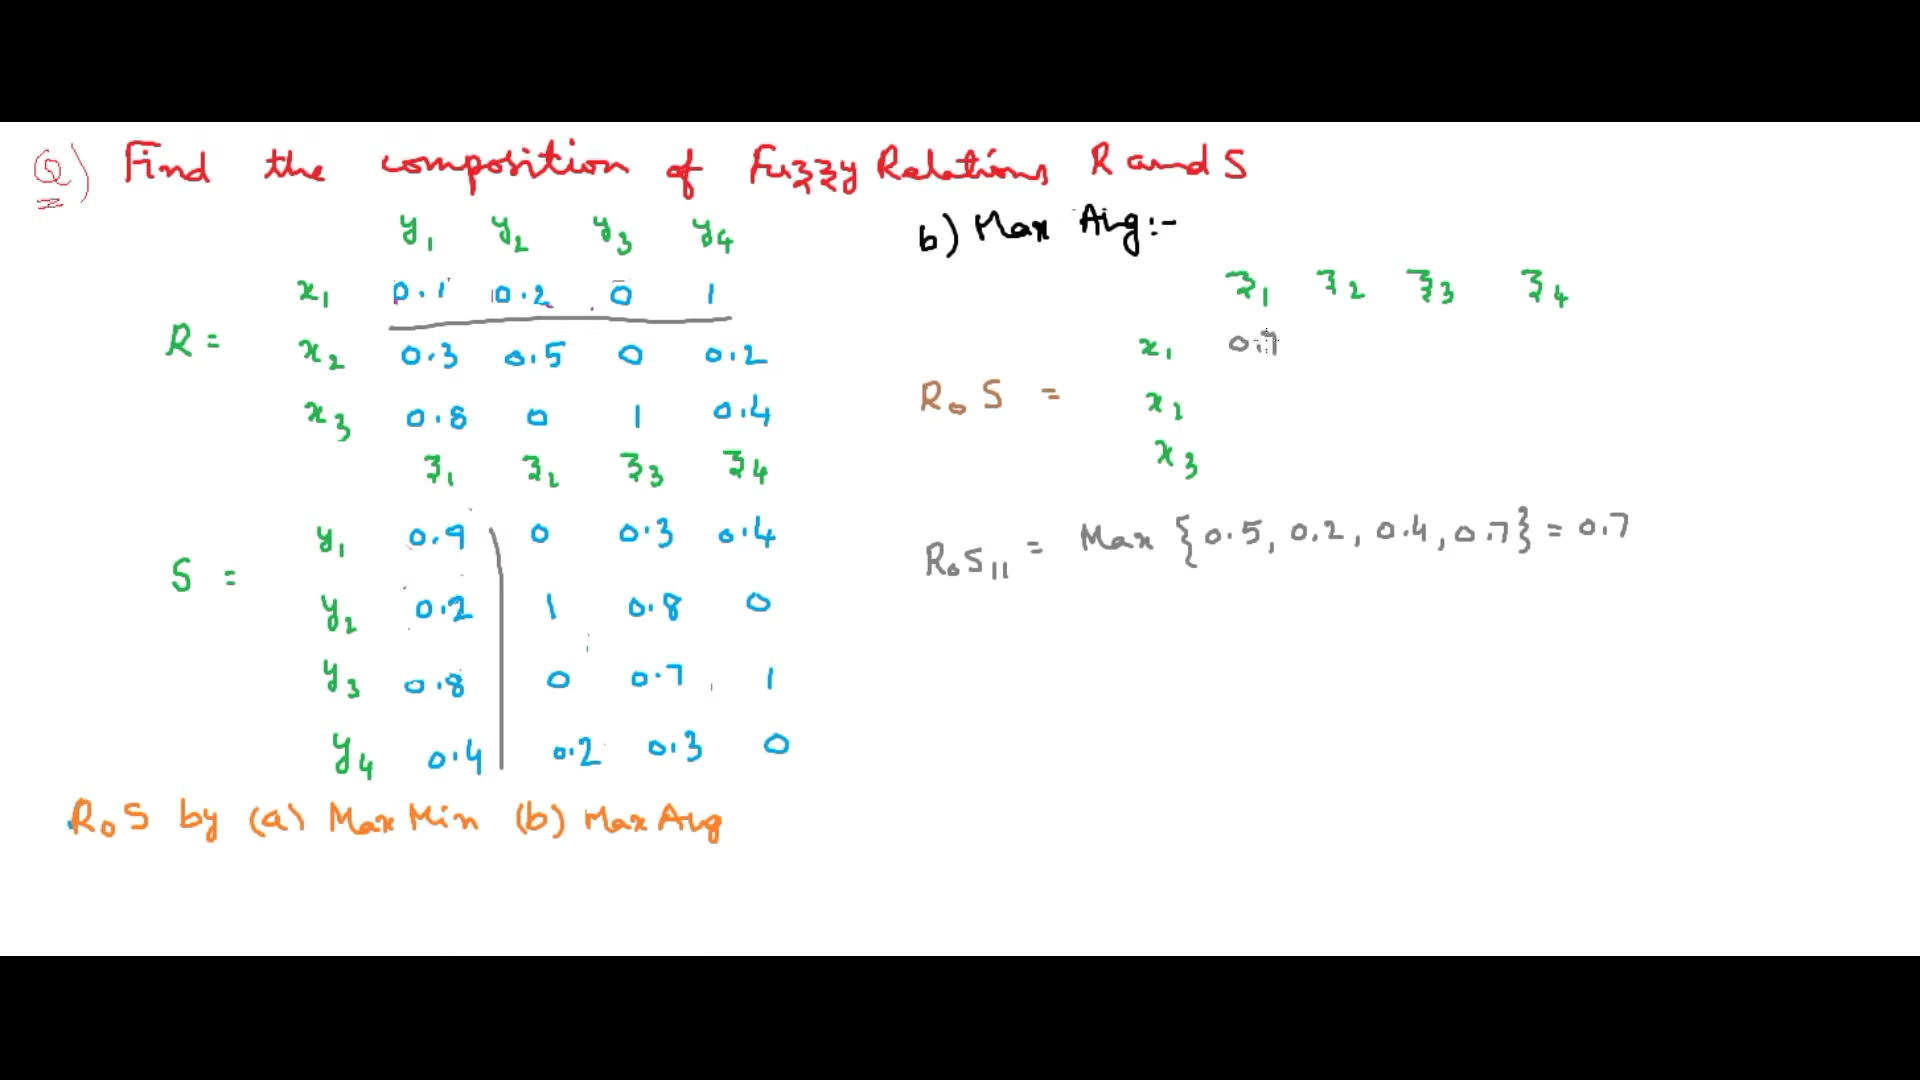 Q) Find the composition of Fuzzy Relations R and S
y1 y2 y3 y4
x1 0.1 0.2 0 1
R = x2 0.3 0.5 0 0.2
x3 0.8 0 1 0.4
z1 z2 z3 z4
y1 0.9 0 0.3 0.4
S = y2 0.2 1 0.8 0
y3 0.8 0 0.7 1
y4 0.4 0.2 0.3 0
RoS by (a) Max Min (b) Max Avg
b) Max Avg:-
z1 z2 z3 z4
x1 0.7
RoS = x2
x3
RoS11 = Max {0.5, 0.2, 0.4, 0.7} = 0.7